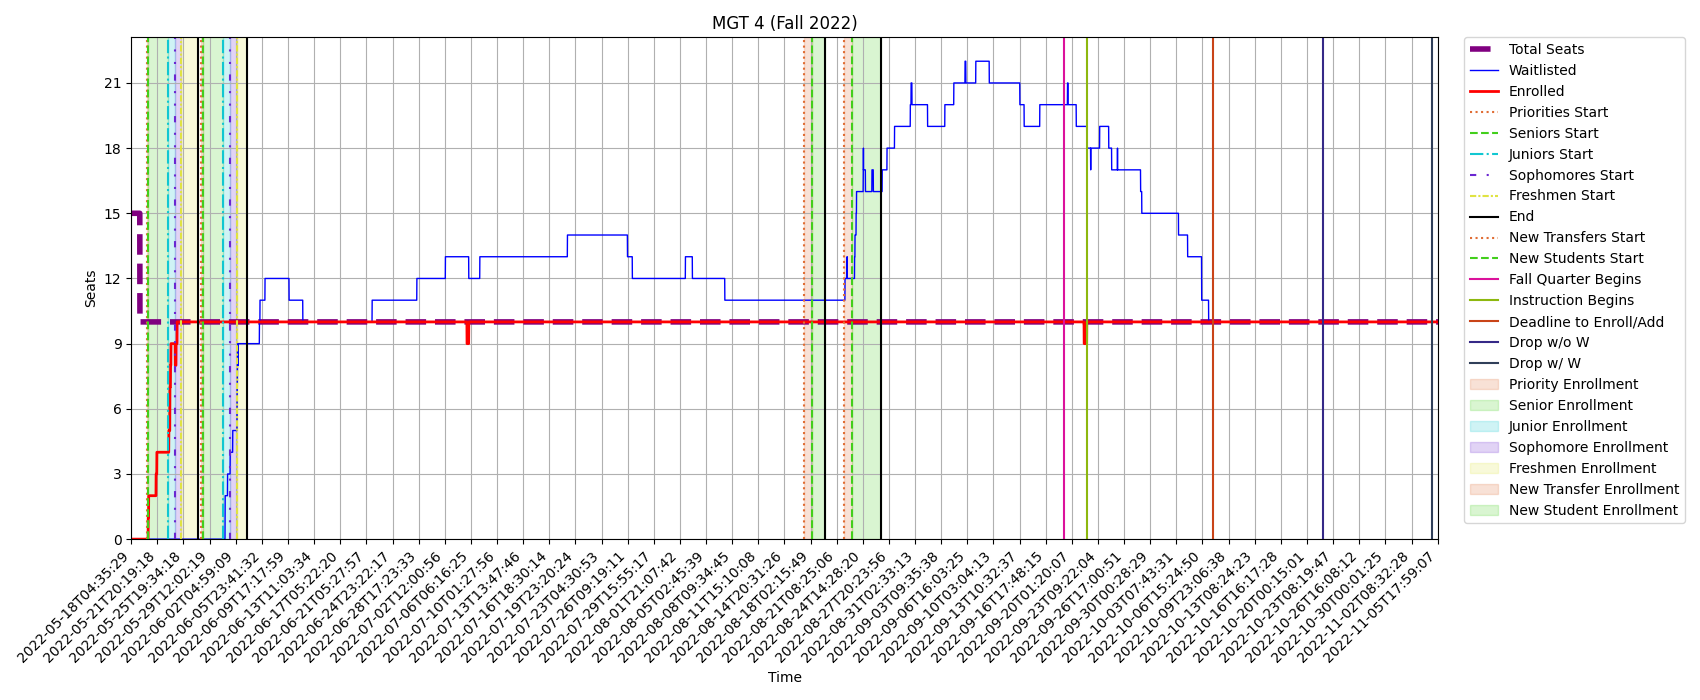 MGT 4 (Fall 2022)
Seats
21
18
15
12
9
6
3
0
2022-05-18T04:35:29
2022-05-21T20:19:18
2022-05-25T19:34:18
2022-05-29T12:02:19
2022-06-02T04:59:09
2022-06-05T23:41:32
2022-06-09T17:17:59
2022-06-13T11:03:34
2022-06-17T05:22:20
2022-06-21T05:27:57
2022-06-24T23:22:17
2022-06-28T17:23:33
2022-07-02T12:00:56
2022-07-06T06:16:25
2022-07-10T01:27:56
2022-07-13T13:47:46
2022-07-16T18:30:14
2022-07-19T23:20:24
2022-07-23T04:30:53
2022-07-26T09:19:11
2022-07-29T15:55:17
2022-08-01T21:07:42
2022-08-05T02:45:39
2022-08-08T09:34:45
2022-08-11T15:10:08
2022-08-14T20:31:26
2022-08-18T02:15:49
2022-08-21T08:25:06
2022-08-24T14:28:20
2022-08-27T20:23:56
2022-08-31T02:33:13
2022-09-03T09:35:38
2022-09-06T16:03:25
2022-09-10T03:04:13
2022-09-13T10:32:37
2022-09-16T17:48:15
2022-09-20T01:20:07
2022-09-23T09:22:04
2022-09-26T17:00:51
2022-09-30T00:28:29
2022-10-03T07:43:31
2022-10-06T15:24:50
2022-10-09T23:06:38
2022-10-13T08:24:23
2022-10-16T16:17:28
2022-10-20T00:15:01
2022-10-23T08:19:47
2022-10-26T16:08:12
2022-10-30T00:01:25
2022-11-02T08:32:28
2022-11-05T17:59:07
Time
Total Seats
Waitlisted
Enrolled
Priorities Start
Seniors Start
Juniors Start
Sophomores Start
Freshmen Start
End
New Transfers Start
New Students Start
Fall Quarter Begins
Instruction Begins
Deadline to Enroll/Add
Drop w/o W
Drop w/ W
Priority Enrollment
Senior Enrollment
Junior Enrollment
Sophomore Enrollment
Freshmen Enrollment
New Transfer Enrollment
New Student Enrollment